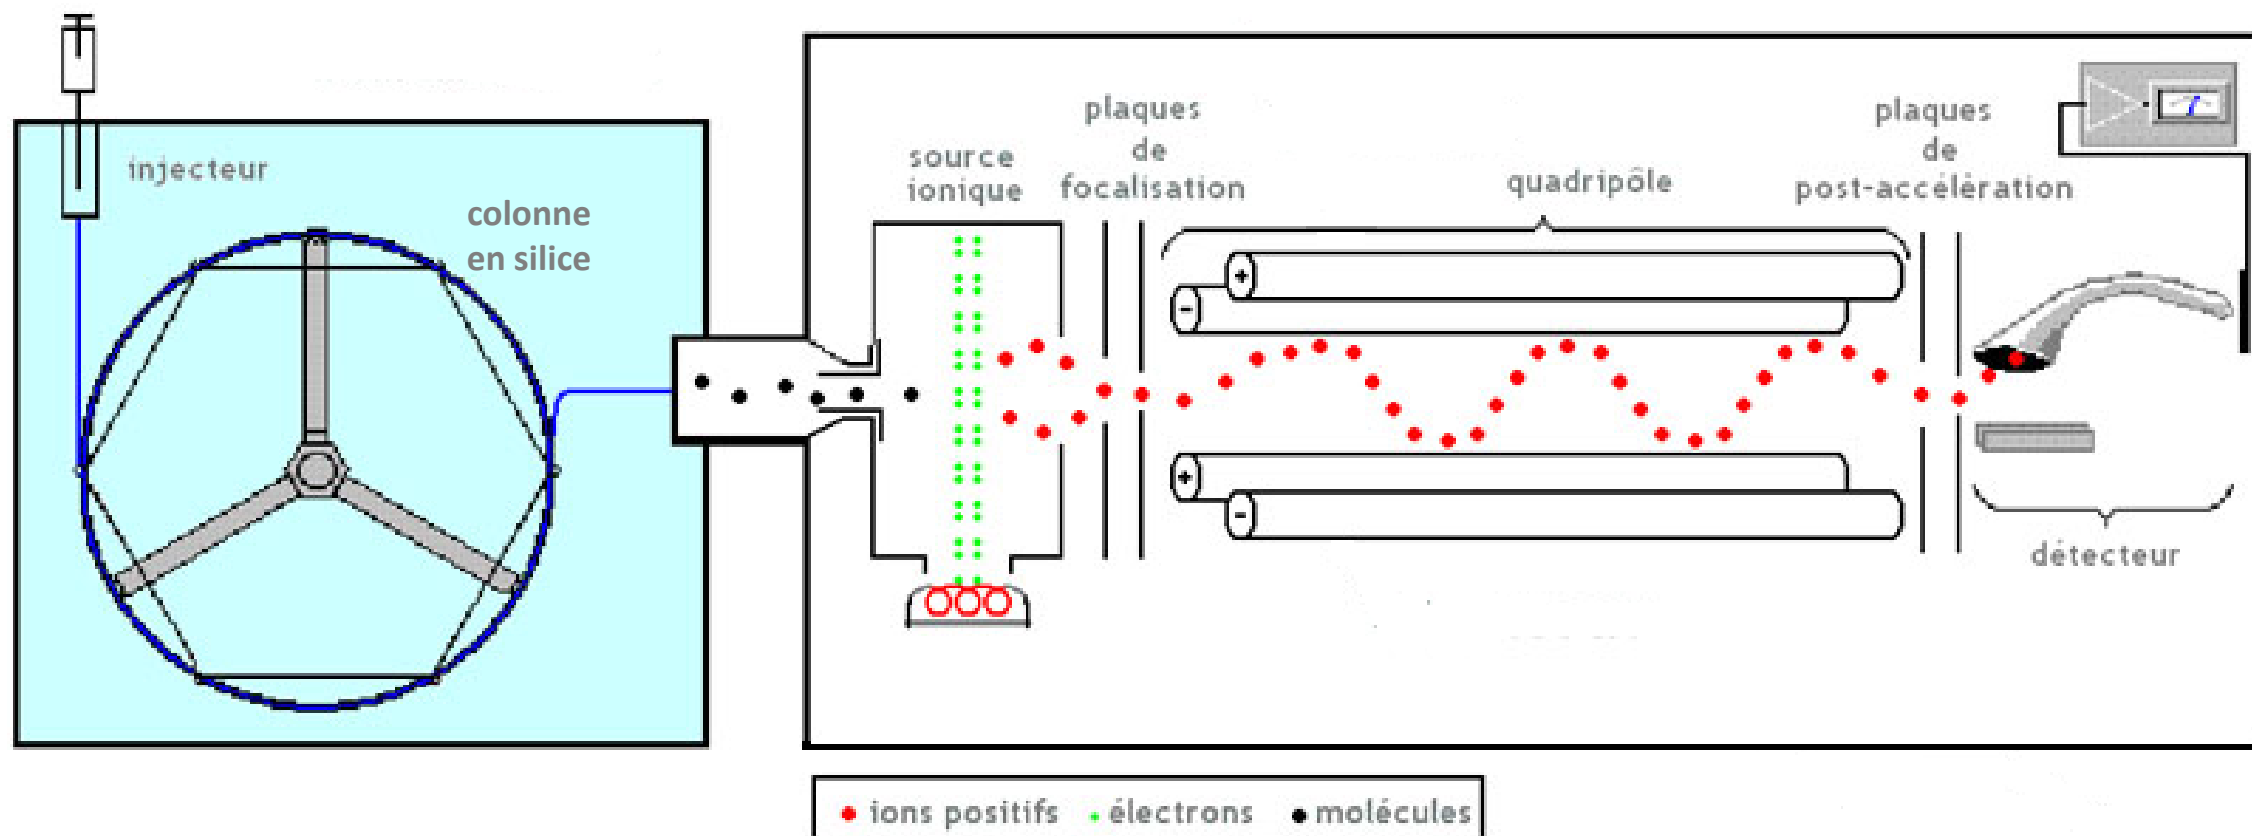 injecteur
colonne
en silice
source
ionique
plaques
de
focalisation
quadripôle
plaques
de
post-accélération
+
-
+
-
détecteur
ions positifs
électrons
molécules